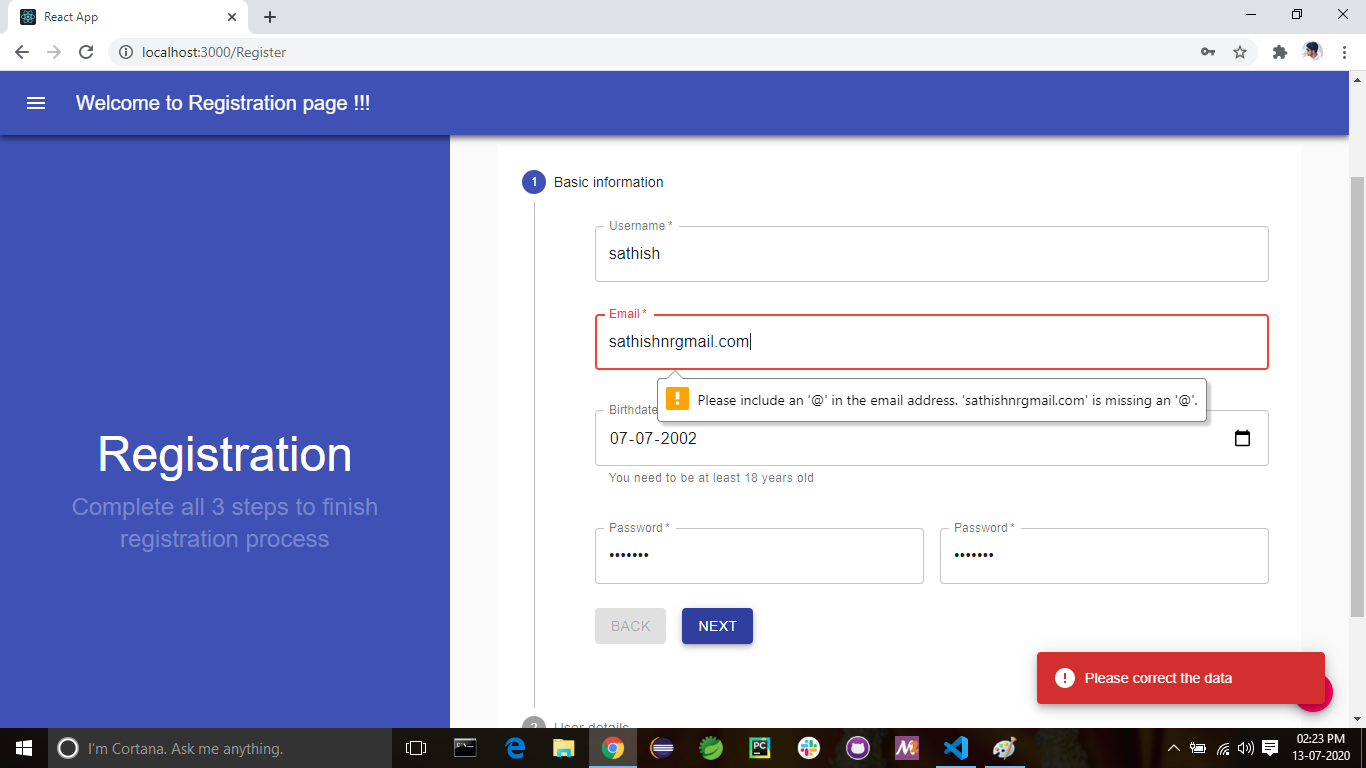 React App
localhost:3000/Register
Welcome to Registration page !!!
Registration
Complete all 3 steps to finish
registration process
1 Basic information
Username *
sathish
Email *
sathishnrgmail.com
Please include an '@' in the email address. 'sathishnrgmail.com' is missing an '@'.
Birthdate
07-07-2002
You need to be at least 18 years old
Password * Password *
••••••• •••••••
BACK NEXT
Please correct the data
2 User details
I'm Cortana. Ask me anything.
PC
02:23 PM
13-07-2020